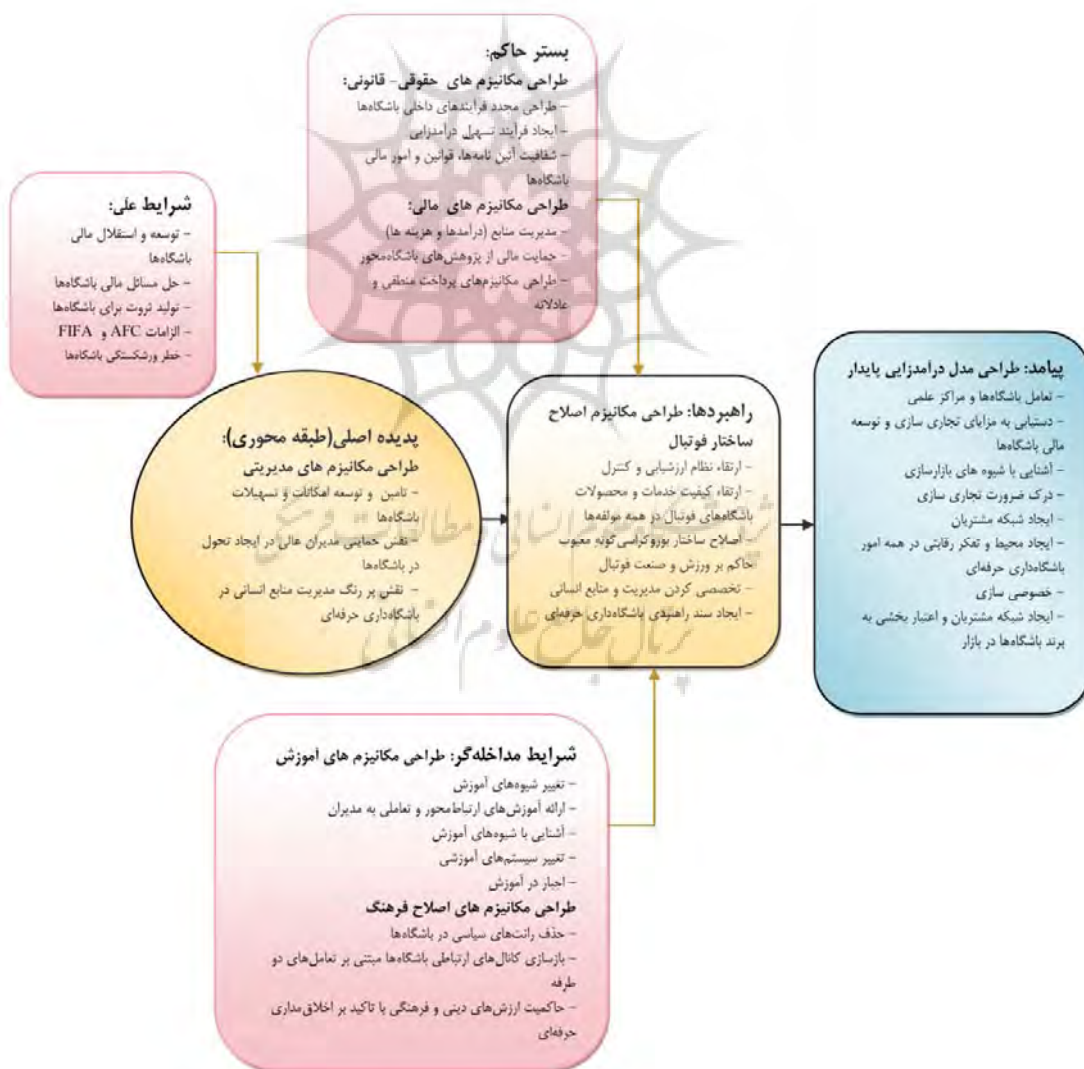 بستر حاکم:
طراحی مکانیزم های حقوقی- قانونی:
- طراحی مجدد فرآیندهای داخلی باشگاه‌ها
- ایجاد فرآیند تسهیل درآمدزایی
- شفافیت آئین نامه‌ها، قوانین و امور مالی
باشگاه‌ها
طراحی مکانیزم های مالی:
- مدیریت منابع (درآمدها و هزینه ها)
- حمایت مالی از پژوهش‌های باشگاه‌محور
- طراحی مکانیزم‌های پرداخت منطقی و
عادلانه
شرایط علی:
- توسعه و استقلال مالی
باشگاه‌ها
- حل مسائل مالی باشگاه‌ها
- تولید ثروت برای باشگاه‌ها
- الزامات AFC و FIFA
- خطر ورشکستگی باشگاه‌ها
پدیده اصلی(طبقه محوری):
طراحی مکانیزم های مدیریتی
- تامین و توسعه امکانات و تسهیلات
باشگاه‌ها
- نقش حمایتی مدیران عالی در ایجاد تحول
در باشگاه‌ها
- نقش پر رنگ مدیریت منابع انسانی در
باشگاه‌داری حرفه‌ای
راهبردها: طراحی مکانیزم اصلاح
ساختار فوتبال
- ارتقاء نظام ارزشیابی و کنترل
- ارتقاء کیفیت خدمات و محصولات
باشگاه‌های فوتبال در همه مولفه‌ها
- اصلاح ساختار بوروکراسی گونه معیوب
حاکم بر ورزش و صنعت فوتبال
- تخصصی کردن مدیریت و منابع انسانی
- ایجاد سند راهبردی باشگاه‌داری حرفه‌ای
پیامد: طراحی مدل درآمدزایی پایدار
- تعامل باشگاه‌ها و مراکز علمی
- دستیابی به مزایای تجاری سازی و توسعه
مالی باشگاه‌ها
- آشنایی با شیوه های بازارسازی
- درک ضرورت تجاری سازی
- ایجاد شبکه مشتریان
- ایجاد محیط و تفکر رقابتی در همه امور
باشگاه‌داری حرفه‌ای
- خصوصی سازی
- ایجاد شبکه مشتریان و اعتبار بخشی به
برند باشگاه‌ها در بازار
شرایط مداخله‌گر: طراحی مکانیزم های آموزش
- تغییر شیوه‌های آموزش
- ارائه آموزش‌های ارتباط‌محور و تعاملی به مدیران
- آشنایی با شیوه‌های آموزش
- تغییر سیستم‌های آموزشی
- اجبار در آموزش
طراحی مکانیزم های اصلاح فرهنگ
- حذف رانت‌های سیاسی در باشگاه‌ها
- بازسازی کانال‌های ارتباطی باشگاه‌ها مبتنی بر تعامل‌های دو
طرفه
- حاکمیت ارزش‌های دینی و فرهنگی با تاکید بر اخلاق‌مداری
حرفه‌ای
پژوهشگاه علوم انسانی و مطالعات فرهنگی
پرتال جامع علوم انسانی